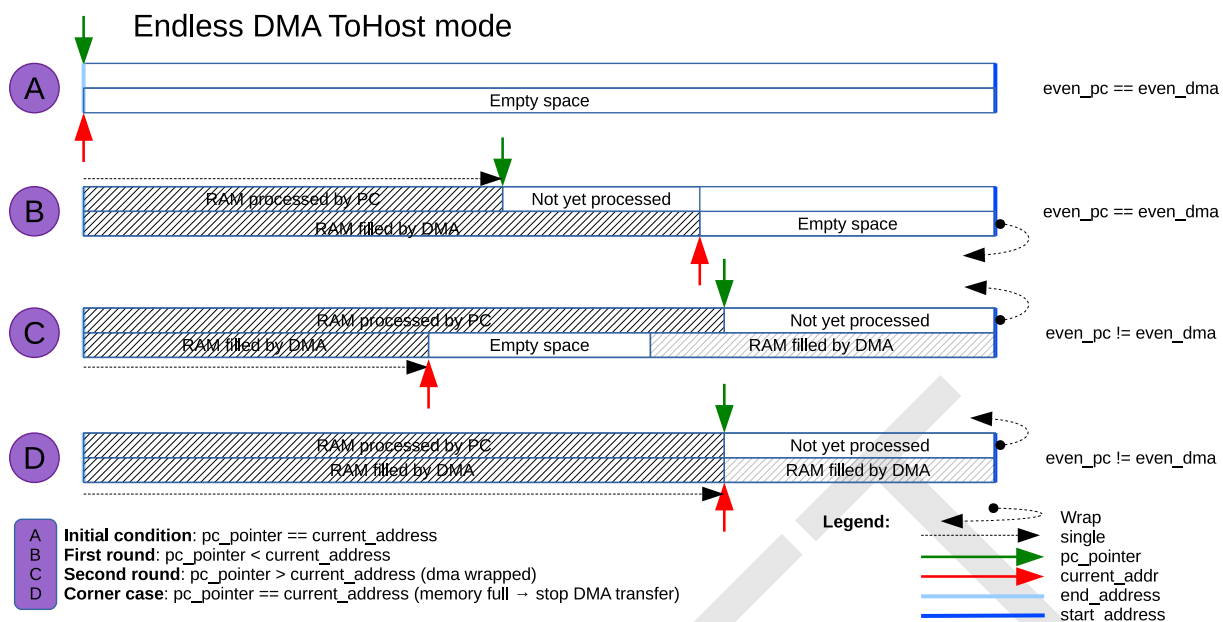 Endless DMA ToHost mode
A
Empty space
even_pc == even_dma
B
RAM processed by PC
Not yet processed
RAM filled by DMA
Empty space
even_pc == even_dma
C
RAM processed by PC
Not yet processed
RAM filled by DMA
Empty space
RAM filled by DMA
even_pc != even_dma
D
RAM processed by PC
Not yet processed
RAM filled by DMA
RAM filled by DMA
even_pc != even_dma
A Initial condition: pc_pointer == current_address
B First round: pc_pointer < current_address
C Second round: pc_pointer > current_address (dma wrapped)
D Corner case: pc_pointer == current_address (memory full → stop DMA transfer)
Legend:
Wrap
single
pc_pointer
current_addr
end_address
start_address